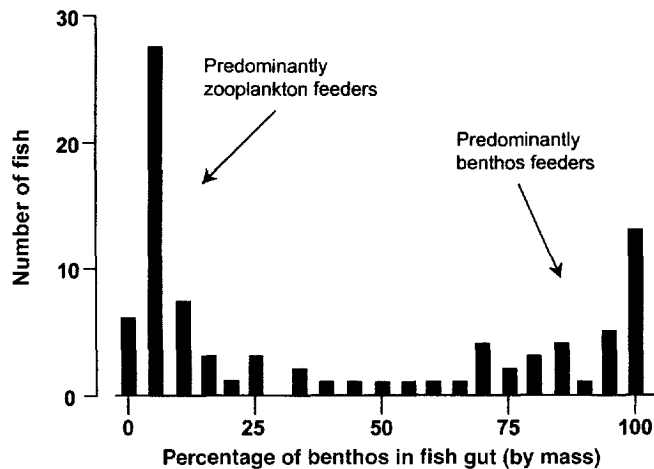 30
20
10
0
Number of fish
Predominantly
zooplankton feeders
Predominantly
benthos feeders
0 25 50 75 100
Percentage of benthos in fish gut (by mass)